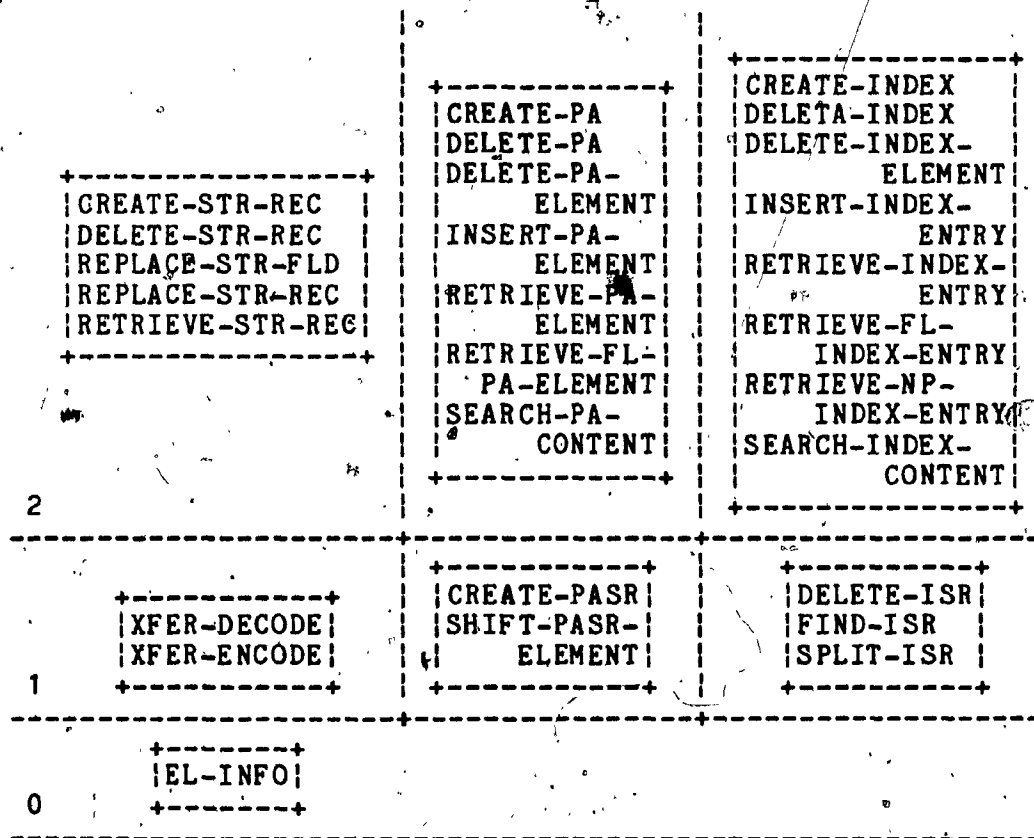 CREATE-STR-REC
DELETE-STR-REC
REPLACE-STR-FLD
REPLACE-STR-REC
RETRIEVE-STR-REC
CREATE-PA
DELETE-PA
DELETE-PA-
ELEMENT
INSERT-PA-
ELEMENT
RETRIEVE-PA-
ELEMENT
RETRIEVE-FL-
PA-ELEMENT
SEARCH-PA-
CONTENT
CREATE-INDEX
DELETA-INDEX
DELETE-INDEX-
ELEMENT
INSERT-INDEX-
ENTRY
RETRIEVE-INDEX-
ENTRY
RETRIEVE-FL-
INDEX-ENTRY
RETRIEVE-NP-
INDEX-ENTRY
SEARCH-INDEX-
CONTENT
2
XFER-DECODE
XFER-ENCODE
CREATE-PASR
SHIFT-PASR-
ELEMENT
DELETE-ISR
FIND-ISR
SPLIT-ISR
1
EL-INFO
0